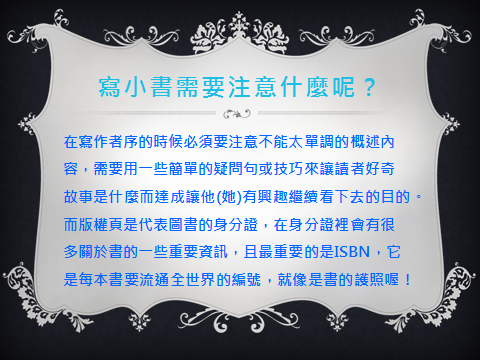 寫小書需要注意什麼呢？
在寫作者序的時候必須要注意不能太單調的概述內
容，需要用一些簡單的疑問句或技巧來讓讀者好奇
故事是什麼而達成讓他(她)有興趣繼續看下去的目的。
而版權頁是代表圖書的身分證，在身分證裡會有很
多關於書的一些重要資訊，且最重要的是ISBN，它
是每本書要流通全世界的編號，就像是書的護照喔！